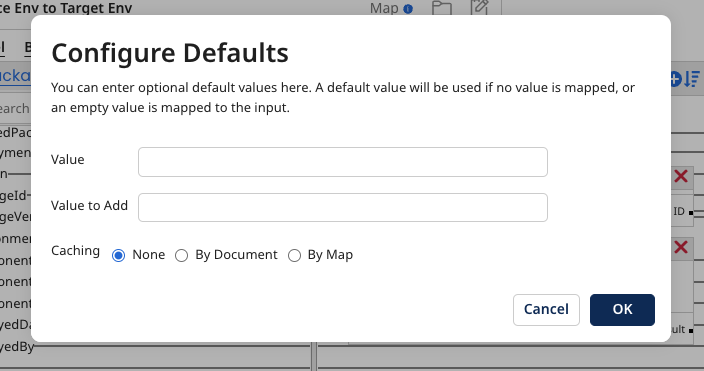 ce Env to Target Env
Map
Configure Defaults
You can enter optional default values here. A default value will be used if no value is mapped, or
an empty value is mapped to the input.
Value
Value to Add
Caching
None
By Document
By Map
Cancel
OK
l
B
acka
earch
edPac
ymen
n
geId
geVer
onmen
onent
onent
onent
yedDa
yedBy
ID
ult